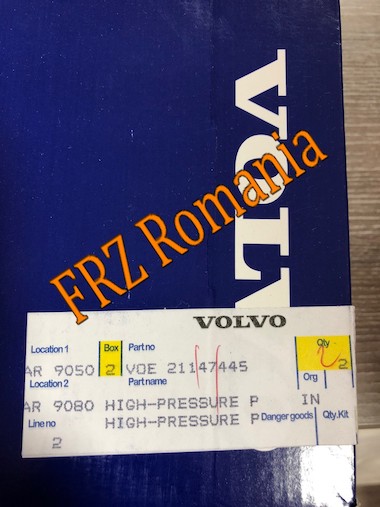 VOLV
FRZ Romania
VOLVO
Location 1 Box Part no Qty
AR 9050 2 VOE 21147445 2
Location 2 Part name Org
AR 9080 HIGH-PRESSURE P IN
Line no HIGH-PRESSURE P Danger goods Qty.Kit
2